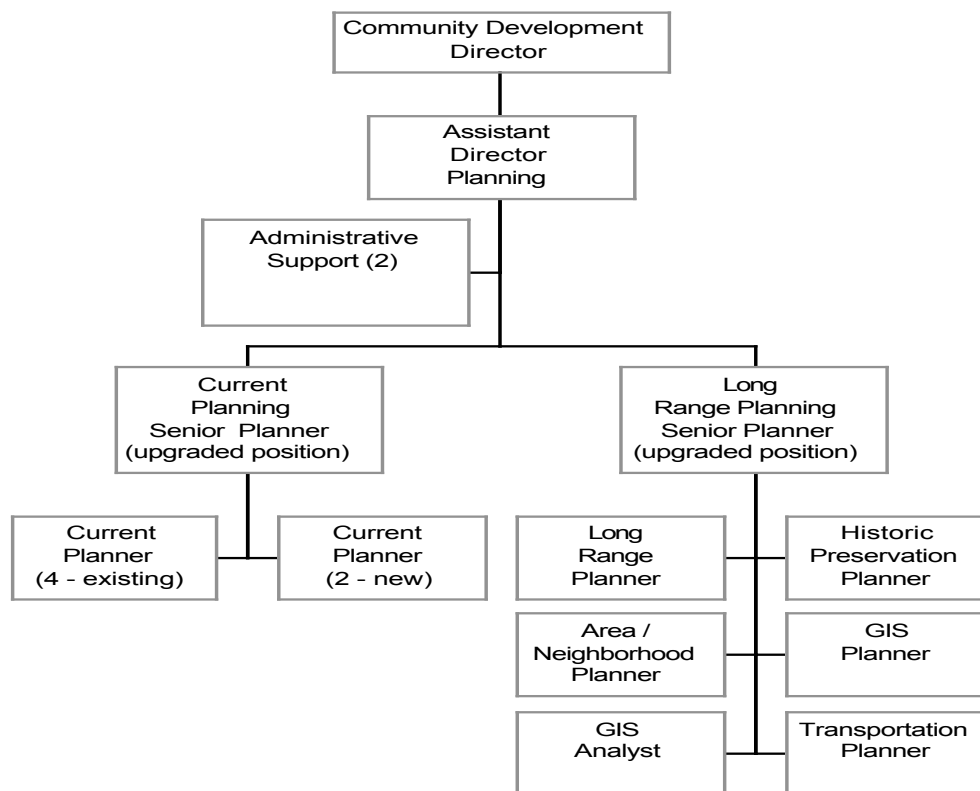 Community Development
Director
Assistant
Director
Planning
Administrative
Support (2)
Current
Planning
Senior Planner
(upgraded position)
Long
Range Planning
Senior Planner
(upgraded position)
Current
Planner
(4 - existing)
Current
Planner
(2 - new)
Long
Range
Planner
Historic
Preservation
Planner
Area /
Neighborhood
Planner
GIS
Planner
GIS
Analyst
Transportation
Planner